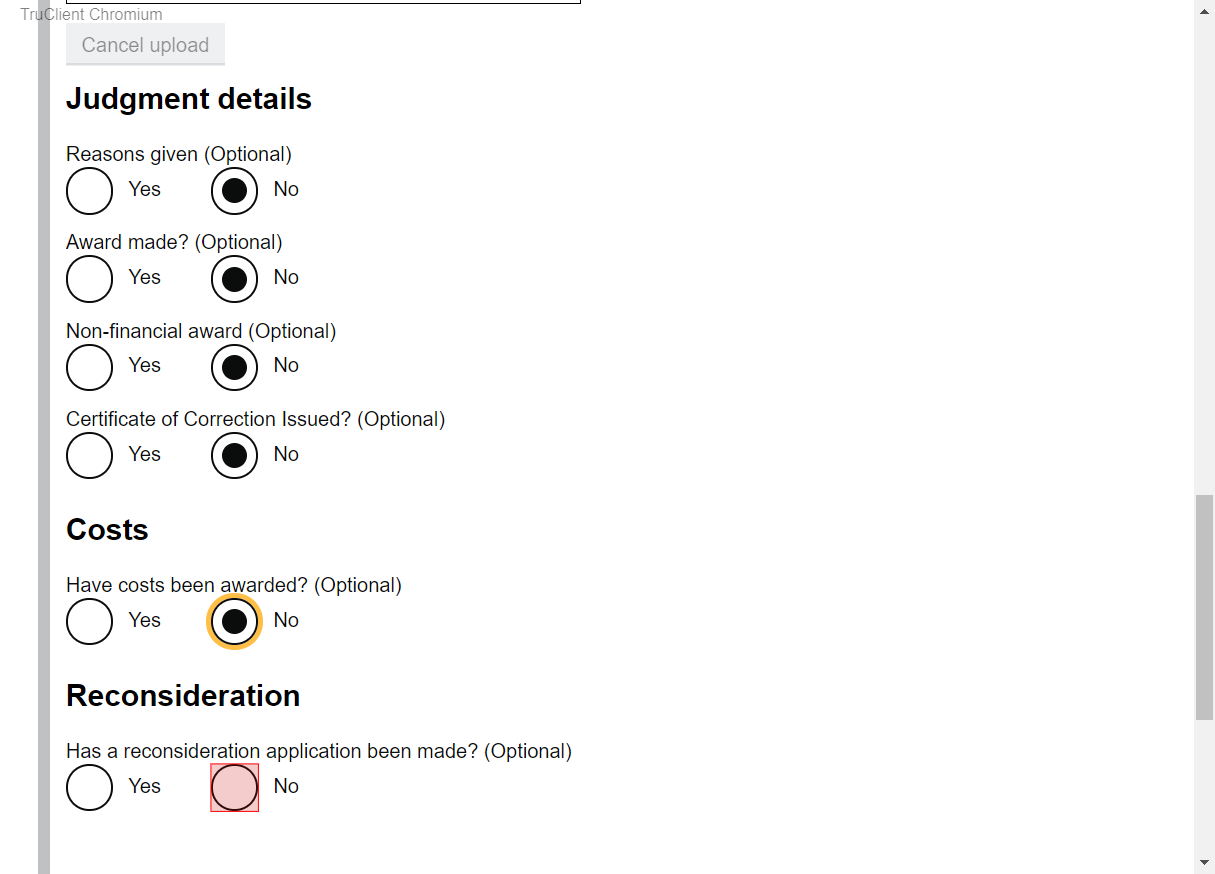 TruClient Chromium
Cancel upload
Judgment details
Reasons given (Optional)
Yes No
Award made? (Optional)
Yes No
Non-financial award (Optional)
Yes No
Certificate of Correction Issued? (Optional)
Yes No
Costs
Have costs been awarded? (Optional)
Yes No
Reconsideration
Has a reconsideration application been made? (Optional)
Yes No